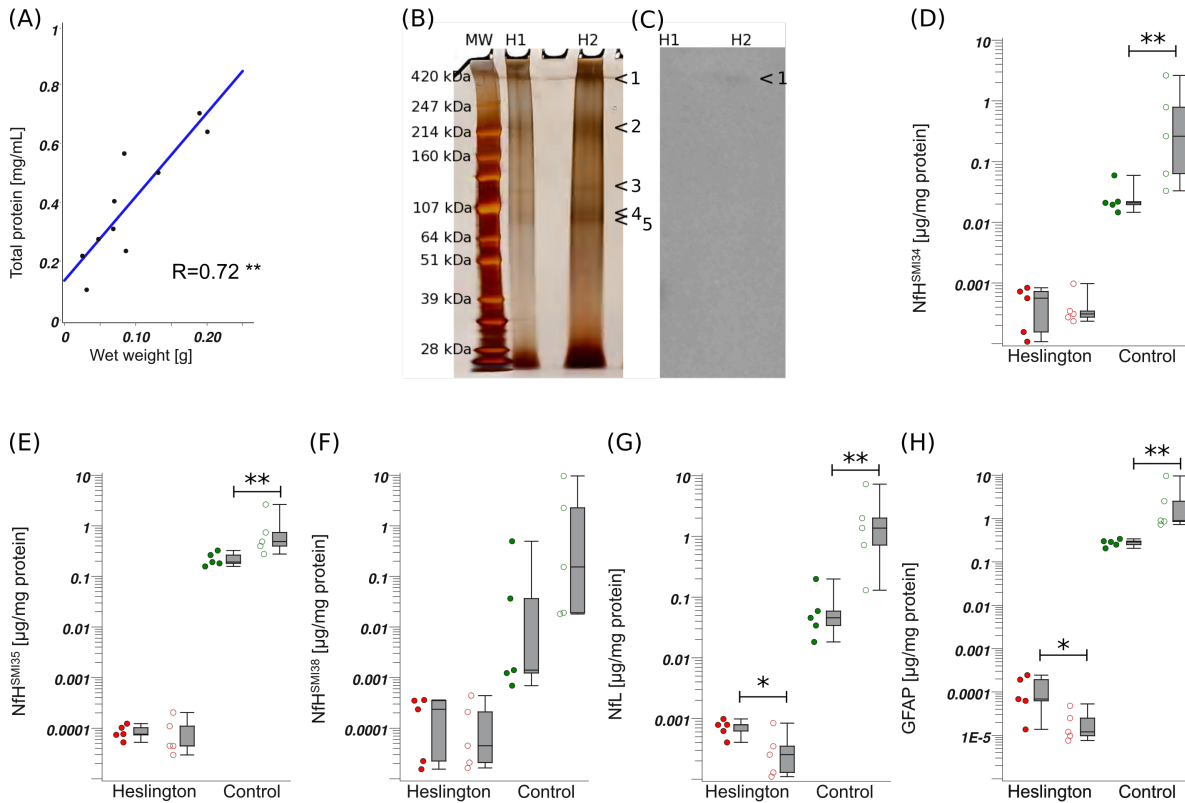 (A)
1
0.8
0.6
0.4
0.2
0
Total protein [mg/mL]
R=0.72 **
0
0.10
0.20
Wet weight [g]
(B)
MW
H1
H2
420 kDa
247 kDa
214 kDa
160 kDa
107 kDa
64 kDa
51 kDa
39 kDa
28 kDa
<1
<2
<3
<4
<5
(C)
H1
H2
<1
(D)
10
1
0.1
0.01
0.001
NfH^SMI34 [µg/mg protein]
**
Heslington
Control
(E)
10
1
0.1
0.01
0.001
0.0001
NfH^SMI35 [µg/mg protein]
**
Heslington
Control
(F)
10
1
0.1
0.01
0.001
0.0001
NfH^SMI38 [µg/mg protein]
Heslington
Control
(G)
10
1
0.1
0.01
0.001
NfL [µg/mg protein]
*
**
Heslington
Control
(H)
10
1
0.1
0.01
0.001
0.0001
1E-5
GFAP [µg/mg protein]
*
**
Heslington
Control